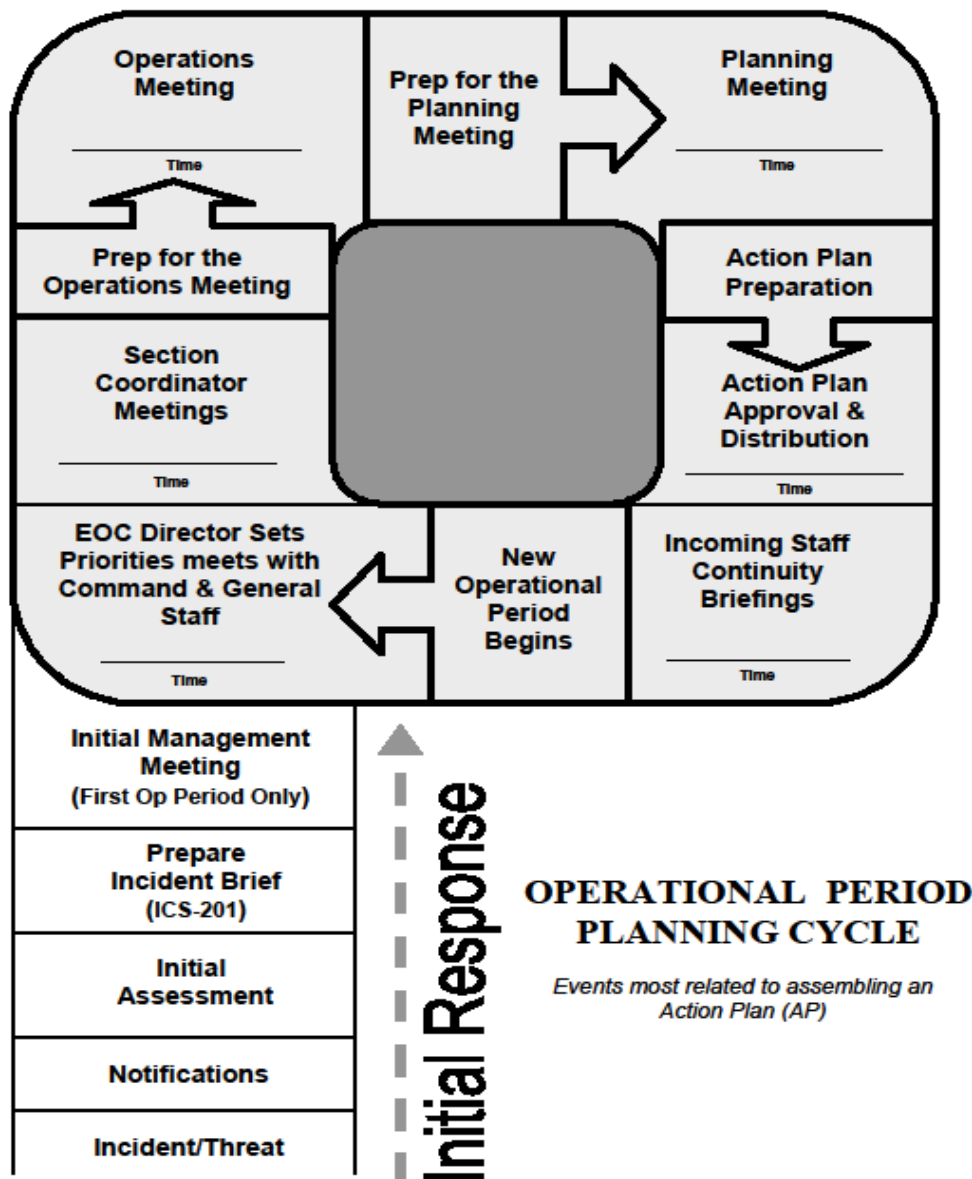 Operations
Meeting
Time
Prep for the
Planning
Meeting
Planning
Meeting
Time
Prep for the
Operations Meeting
Action Plan
Preparation
Section
Coordinator
Meetings
Time
Action Plan
Approval &
Distribution
Time
EOC Director Sets
Priorities meets with
Command & General
Staff
Time
New
Operational
Period
Begins
Incoming Staff
Continuity
Briefings
Time
Initial Management
Meeting
(First Op Period Only)
Prepare
Incident Brief
(ICS-201)
Initial
Assessment
Notifications
Incident/Threat
Initial Response
OPERATIONAL PERIOD
PLANNING CYCLE
Events most related to assembling an
Action Plan (AP)